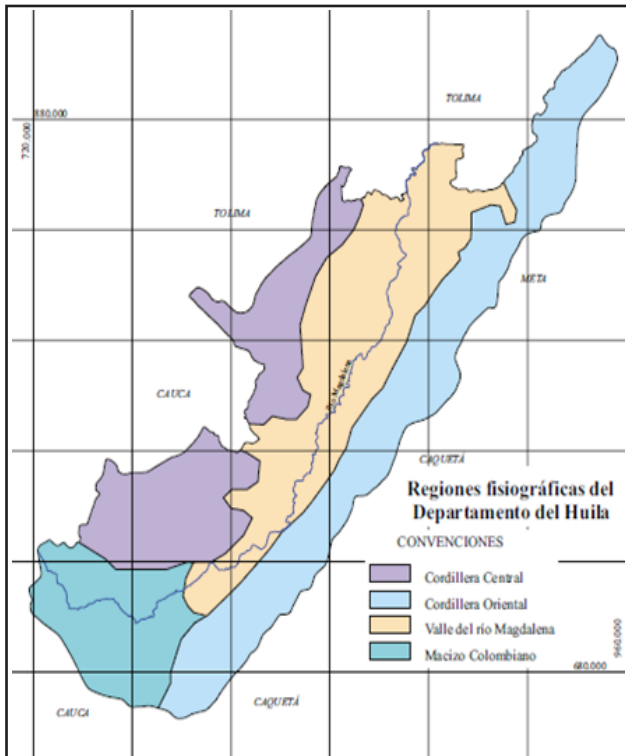 TOLIMA
880.000
720.000
TOLIMA
META
Río Magdalena
CAUCA
CAQUETÁ
Regiones fisiográficas del
Departamento del Huila
CONVENCIONES
Cordillera Central
Cordillera Oriental
Valle del río Magdalena
Macizo Colombiano
960.000
680.000
CAQUETÁ
CAUCA